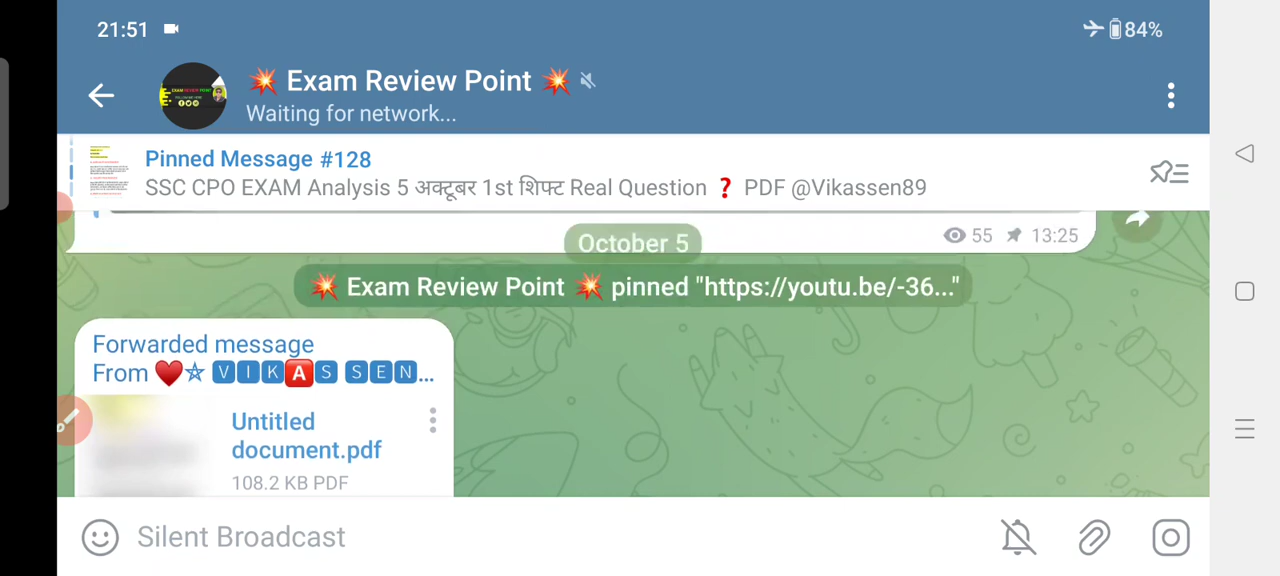 21:51
84%
💥 Exam Review Point 💥
Waiting for network...
Pinned Message #128
SSC CPO EXAM Analysis 5 अक्टूबर 1st शिफ्ट Real Question ❓ PDF @Vikassen89
55 13:25
October 5
💥 Exam Review Point 💥 pinned "https://youtu.be/-36..."
Forwarded message
From ❤️⛥ 🆅🅸🅺🅰🆂 🆂🅴🅽...
Untitled
document.pdf
108.2 KB PDF
Silent Broadcast